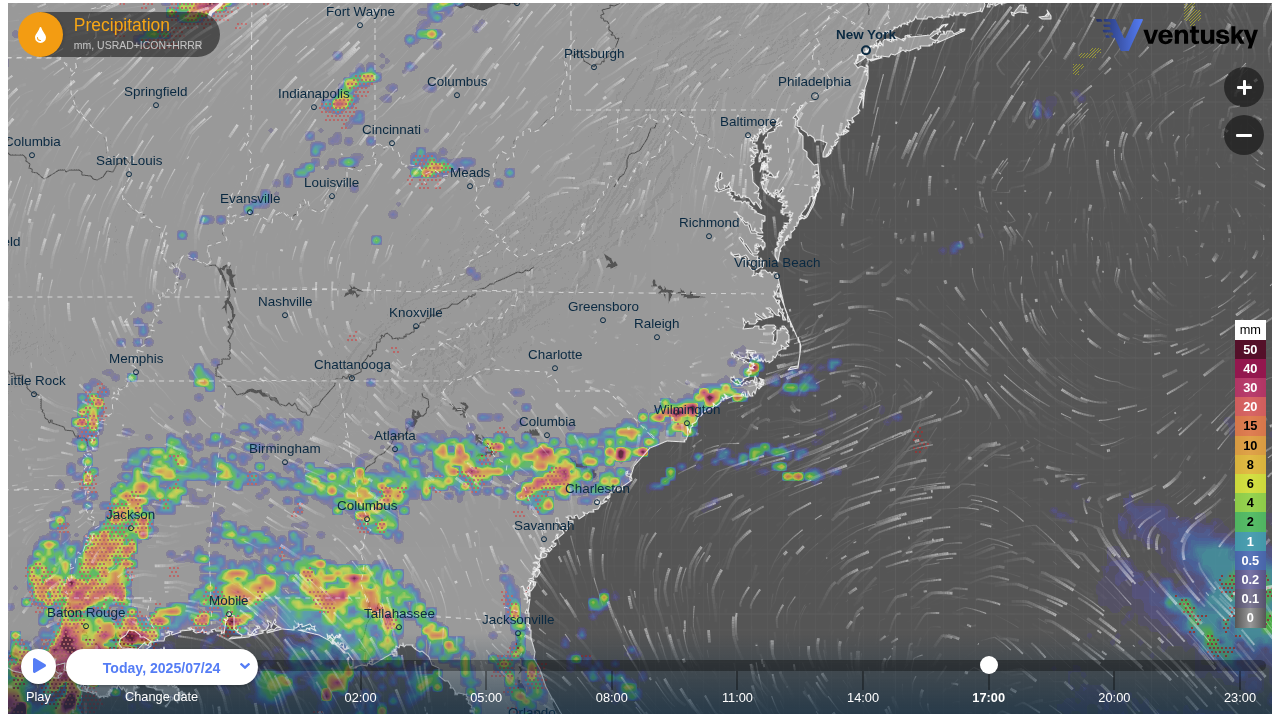 Fort Wayne
Precipitation
mm, USRAD+ICON+HRRR
New York
ventusky
Pittsburgh
Springfield
Indianapolis
Columbus
Philadelphia
Baltimore
Columbia
Saint Louis
Cincinnati
Louisville
Meads
Evansville
Richmond
eld
Virginia Beach
Nashville
Knoxville
Greensboro
Raleigh
mm
50
40
30
20
15
10
8
6
4
2
1
0.5
0.2
0.1
0
Memphis
Chattanooga
Charlotte
Little Rock
Wilmington
Columbia
Atlanta
Birmingham
Charleston
Columbus
Jackson
Savannah
Mobile
Baton Rouge
Tallahassee
Jacksonville
Today, 2025/07/24
Play
Change date
02:00
05:00
08:00
11:00
14:00
17:00
20:00
23:00
Orlando